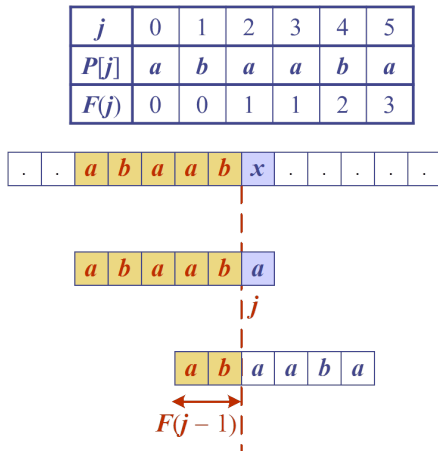 j 0 1 2 3 4 5
P[j] a b a a b a
F(j) 0 0 1 1 2 3
. . a b a a b x . . . . .
a b a a b a
j
a b a a b a
F(j − 1)